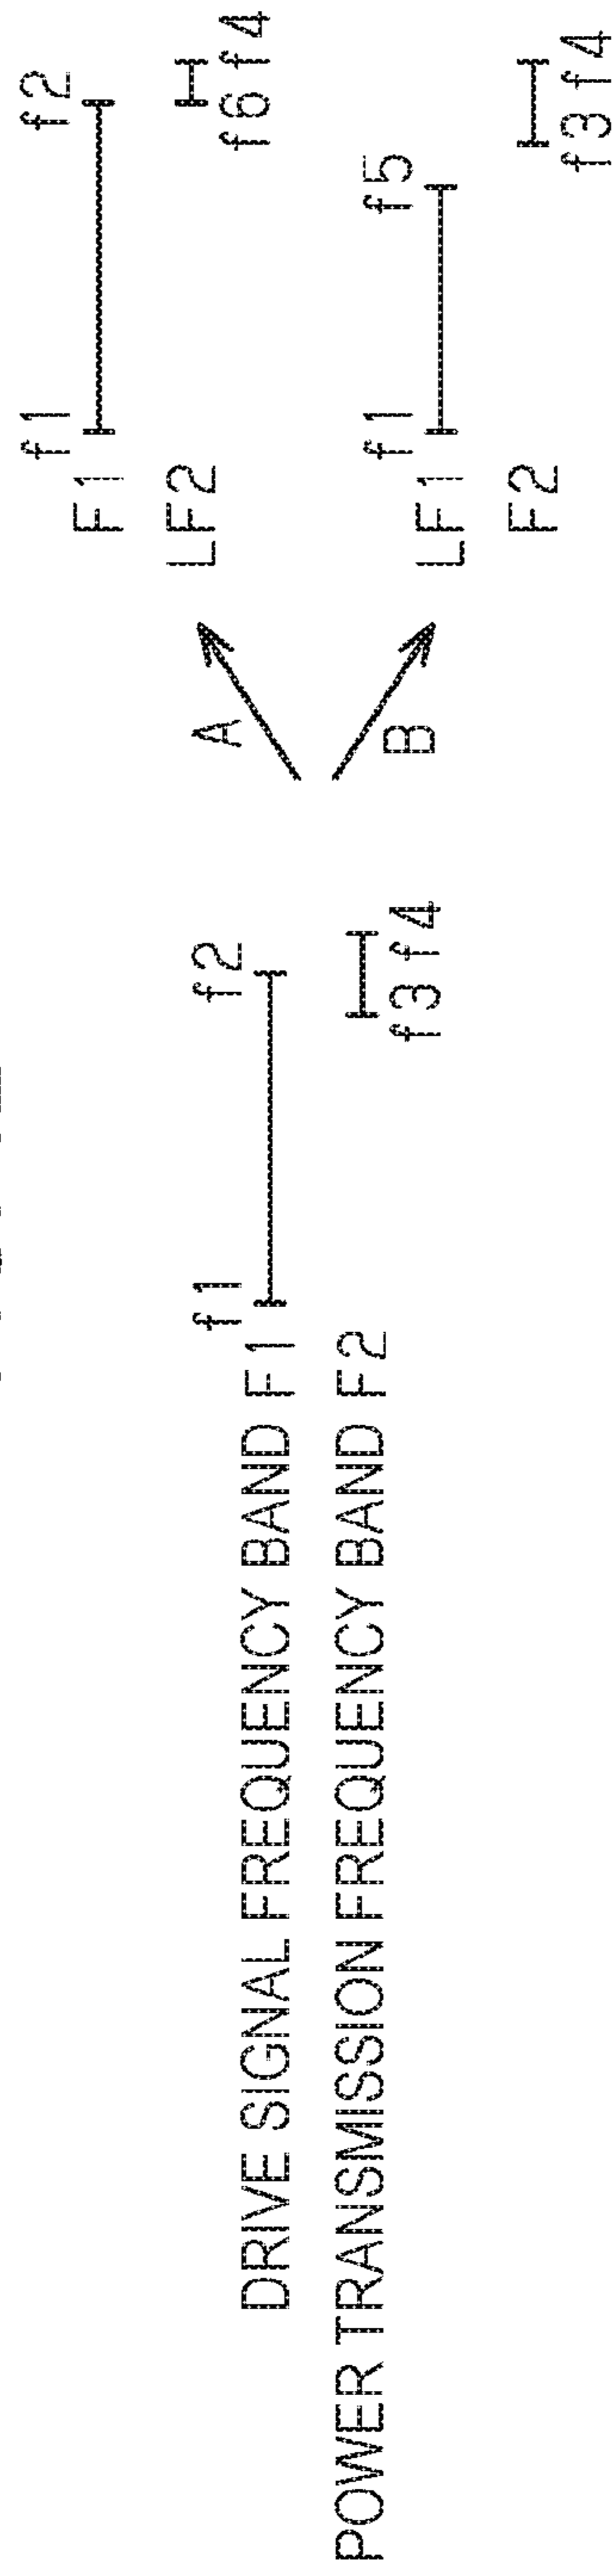 f1 f2
DRIVE SIGNAL FREQUENCY BAND F1
POWER TRANSMISSION FREQUENCY BAND F2
f3 f4
A
f1 f2
F1
LF2
f6 f4
B
f1 f5
LF1
F2
f3 f4